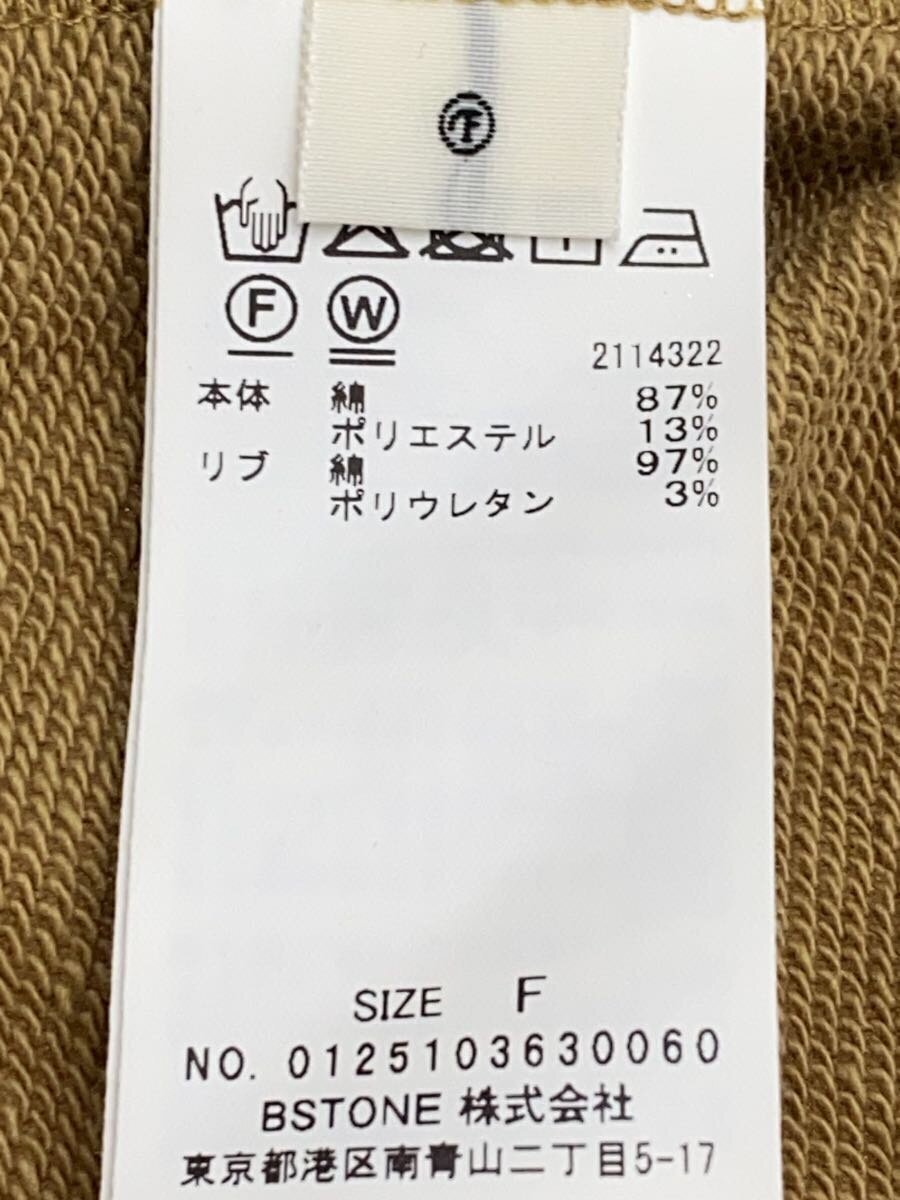 F
F W
2114322
本体 綿 87%
ポリエステル 13%
リブ 綿 97%
ポリウレタン 3%
SIZE F
NO. 0125103630060
BSTONE 株式会社
東京都港区南青山二丁目5-17